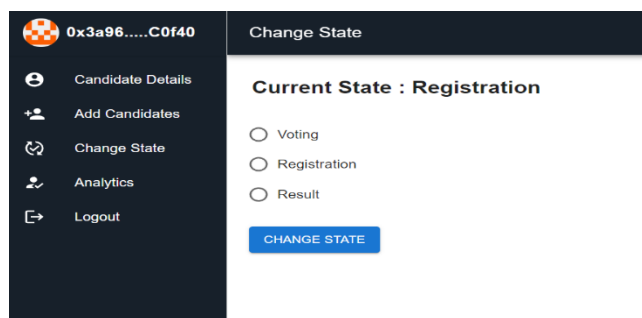 0x3a96.....C0f40
Candidate Details
Add Candidates
Change State
Analytics
Logout
Change State
Current State : Registration
Voting
Registration
Result
CHANGE STATE